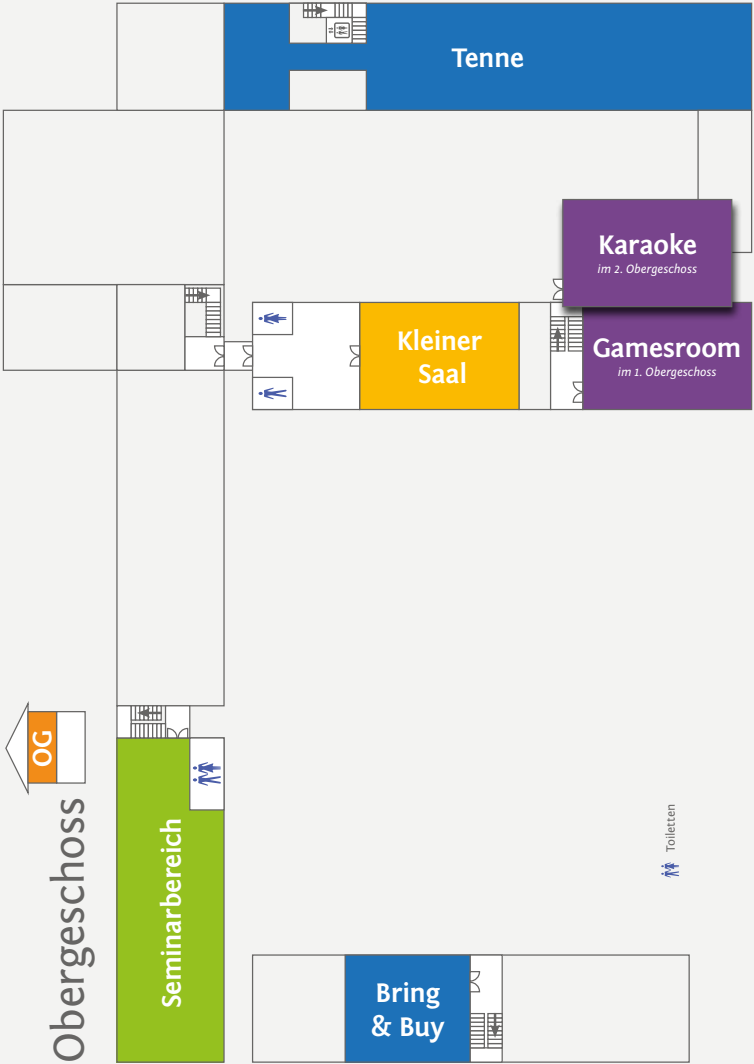 Tenne
Karaoke
im 2. Obergeschoss
Kleiner
Saal
Gamesroom
im 1. Obergeschoss
OG
Obergeschoss
Seminarbereich
Toiletten
Bring
& Buy